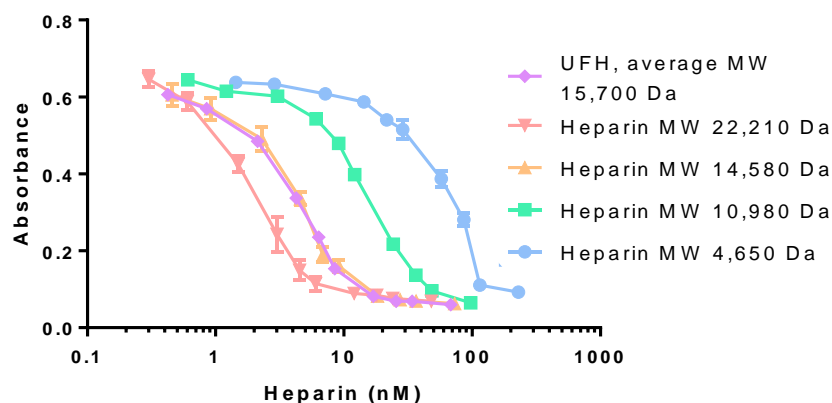 0.8
0.6
0.4
0.2
0.0
Absorbance
0.1
1
10
100
1000
Heparin (nM)
UFH, average MW
15,700 Da
Heparin MW 22,210 Da
Heparin MW 14,580 Da
Heparin MW 10,980 Da
Heparin MW 4,650 Da